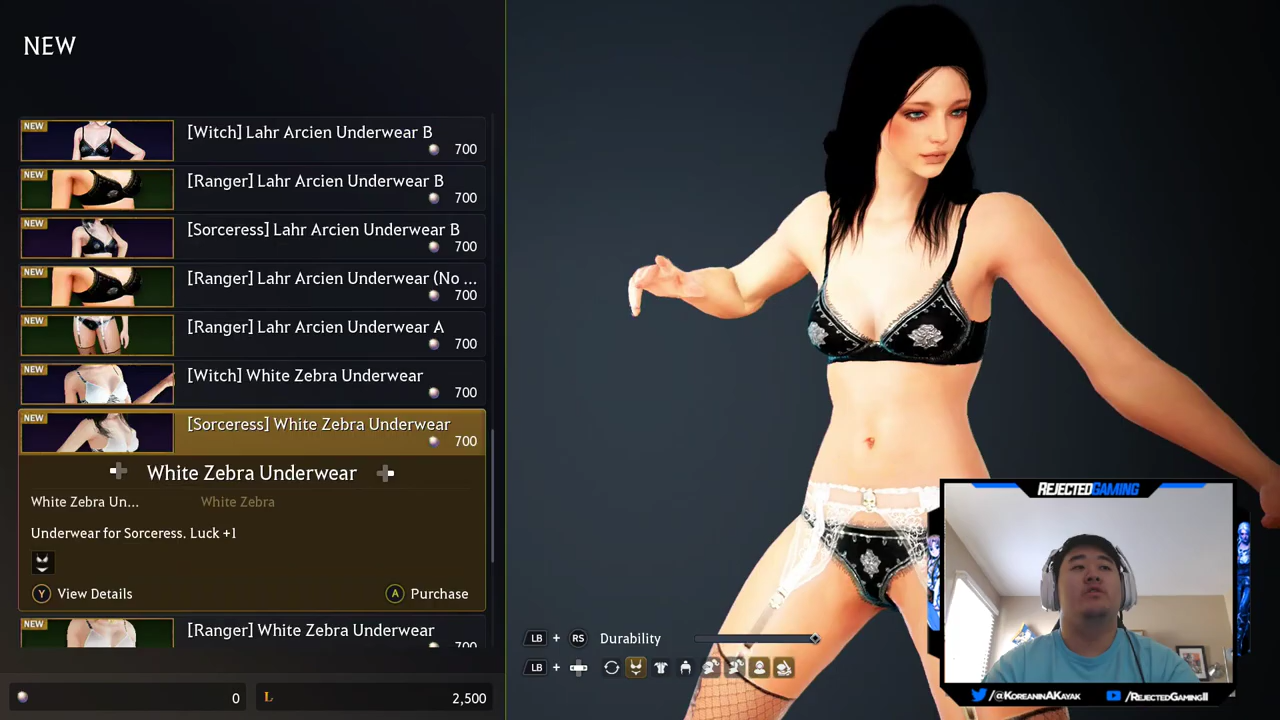 NEW
NEW
[Witch] Lahr Arcien Underwear B
700
NEW
[Ranger] Lahr Arcien Underwear B
700
NEW
[Sorceress] Lahr Arcien Underwear B
700
NEW
[Ranger] Lahr Arcien Underwear (No ...
700
NEW
[Ranger] Lahr Arcien Underwear A
700
NEW
[Witch] White Zebra Underwear
700
NEW
[Sorceress] White Zebra Underwear
700
White Zebra Underwear
White Zebra Un... White Zebra
Underwear for Sorceress. Luck +1
Y View Details A Purchase
NEW
[Ranger] White Zebra Underwear
700
0 L 2,500
LB + RS Durability
LB +
REJECTEDGAMING
/@KOREANINAKAYAK /REJECTEDGAMINGII